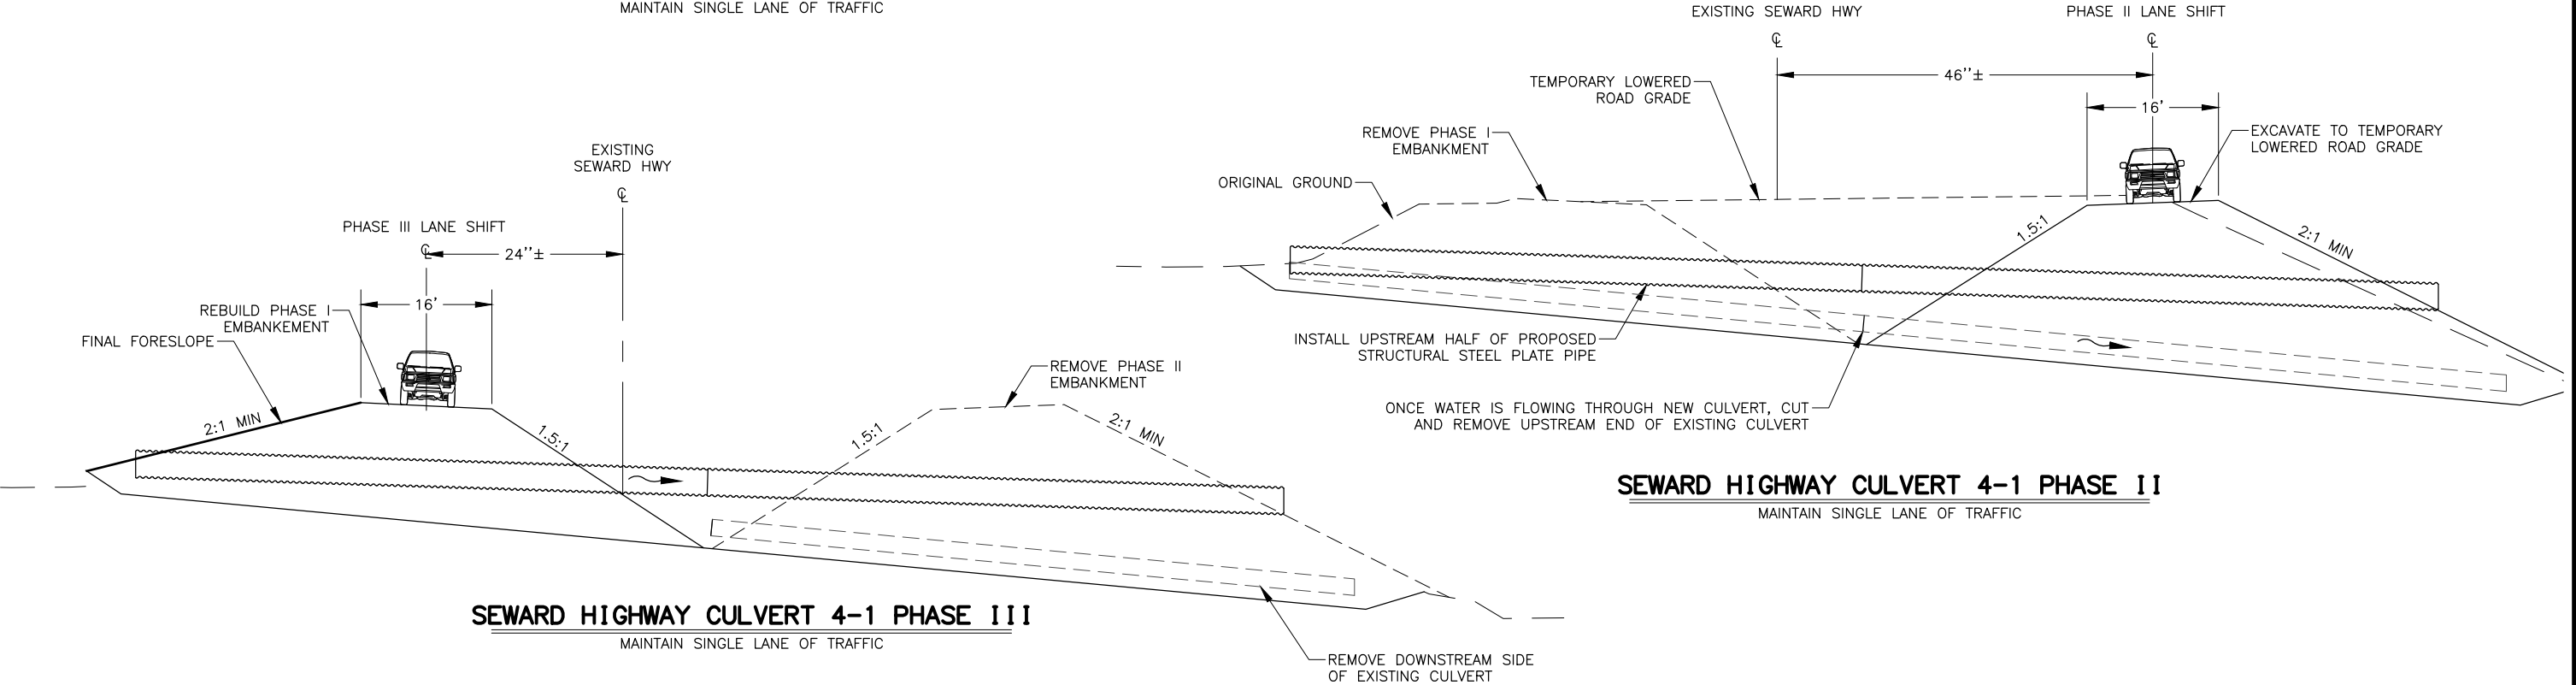 MAINTAIN SINGLE LANE OF TRAFFIC
EXISTING
SEWARD HWY
℄
PHASE III LANE SHIFT
℄
24''±
16'
REBUILD PHASE I
EMBANKEMENT
FINAL FORESLOPE
2:1 MIN
1.5:1
REMOVE PHASE II
EMBANKMENT
1.5:1
2:1 MIN
SEWARD HIGHWAY CULVERT 4-1 PHASE III
MAINTAIN SINGLE LANE OF TRAFFIC
REMOVE DOWNSTREAM SIDE
OF EXISTING CULVERT
EXISTING SEWARD HWY
℄
PHASE II LANE SHIFT
℄
46''±
16'
TEMPORARY LOWERED
ROAD GRADE
REMOVE PHASE I
EMBANKMENT
EXCAVATE TO TEMPORARY
LOWERED ROAD GRADE
ORIGINAL GROUND
1.5:1
2:1 MIN
INSTALL UPSTREAM HALF OF PROPOSED
STRUCTURAL STEEL PLATE PIPE
ONCE WATER IS FLOWING THROUGH NEW CULVERT, CUT
AND REMOVE UPSTREAM END OF EXISTING CULVERT
SEWARD HIGHWAY CULVERT 4-1 PHASE II
MAINTAIN SINGLE LANE OF TRAFFIC